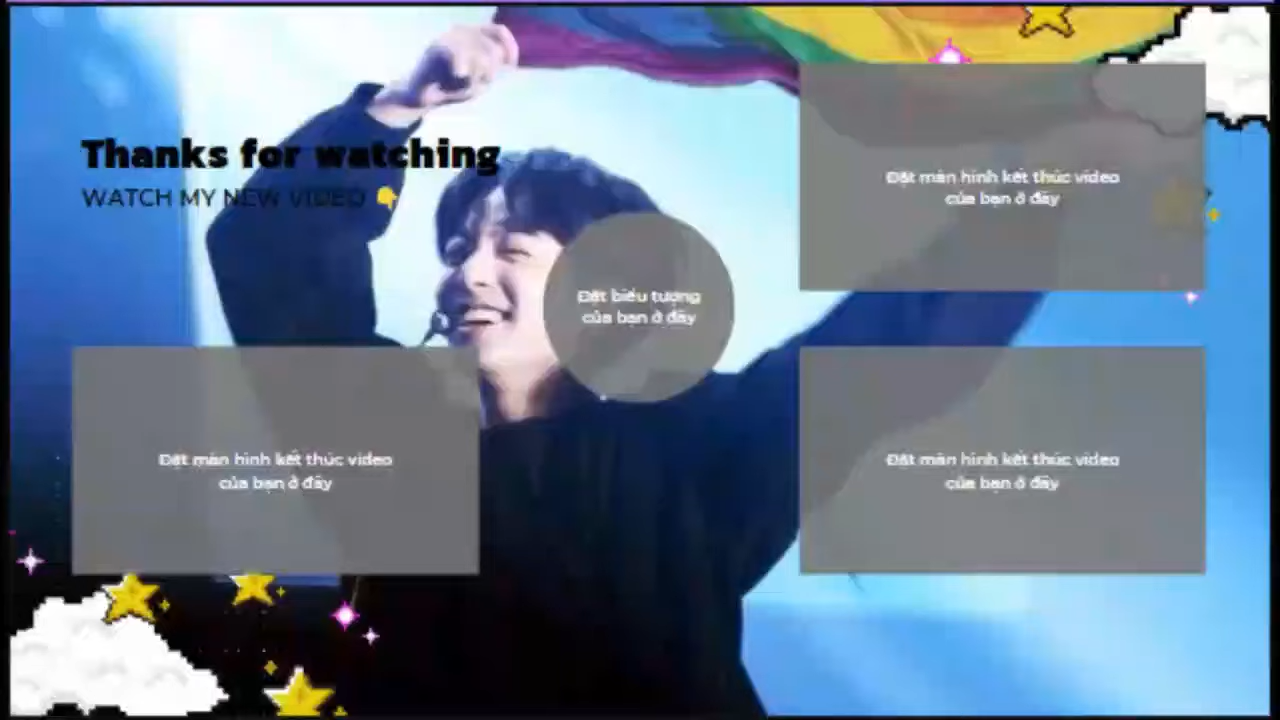 Thanks for watching
WATCH MY NEW VIDEO 👇
Đặt màn hình kết thúc video
của bạn ở đây
Đặt biểu tượng
của bạn ở đây
Đặt màn hình kết thúc video
của bạn ở đây
Đặt màn hình kết thúc video
của bạn ở đây